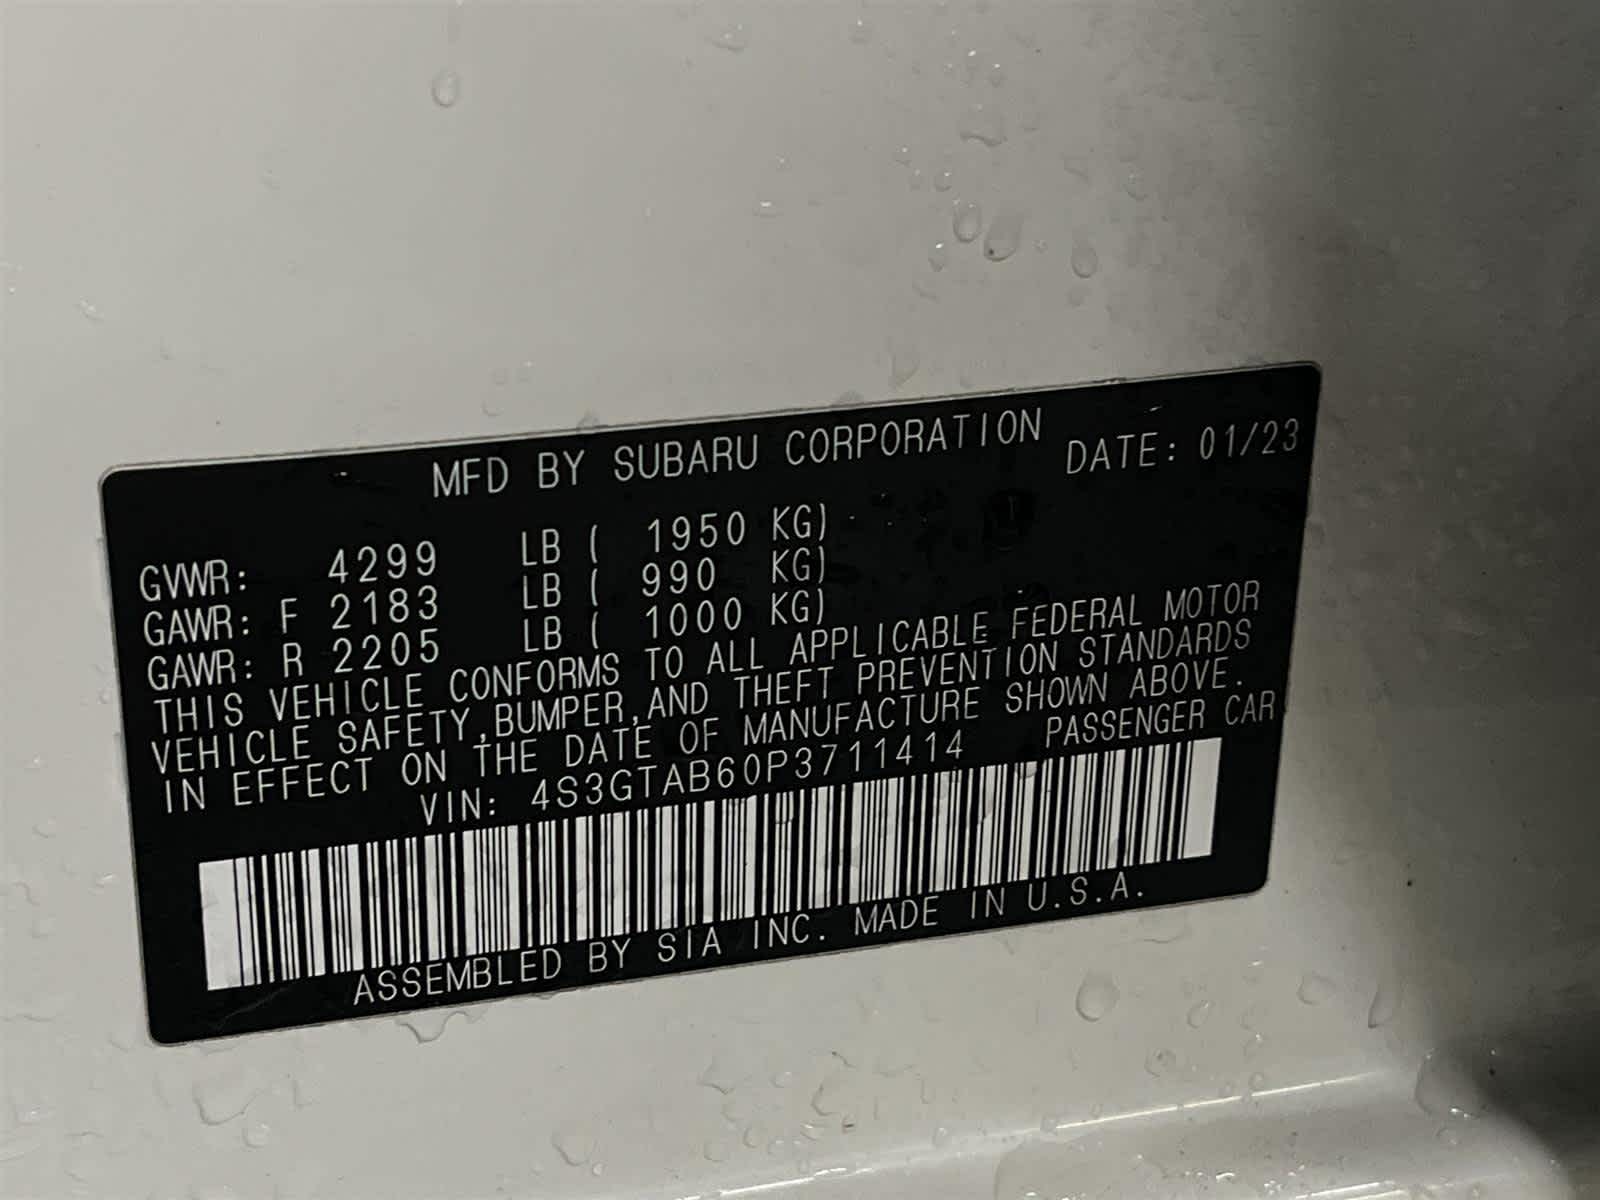 MFD BY SUBARU CORPORATION DATE: 01/23
GVWR: 4299 LB ( 1950 KG)
GAWR: F 2183 LB ( 990 KG)
GAWR: R 2205 LB ( 1000 KG)
THIS VEHICLE CONFORMS TO ALL APPLICABLE FEDERAL MOTOR
VEHICLE SAFETY,BUMPER,AND THEFT PREVENTION STANDARDS
IN EFFECT ON THE DATE OF MANUFACTURE SHOWN ABOVE.
VIN: 4S3GTAB60P3711414 PASSENGER CAR
ASSEMBLED BY SIA INC. MADE IN U.S.A.